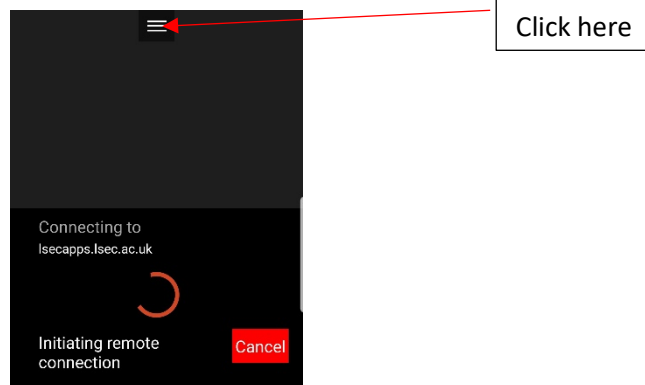 Click here
Connecting to
lsecapps.lsec.ac.uk
Initiating remote
connection
Cancel